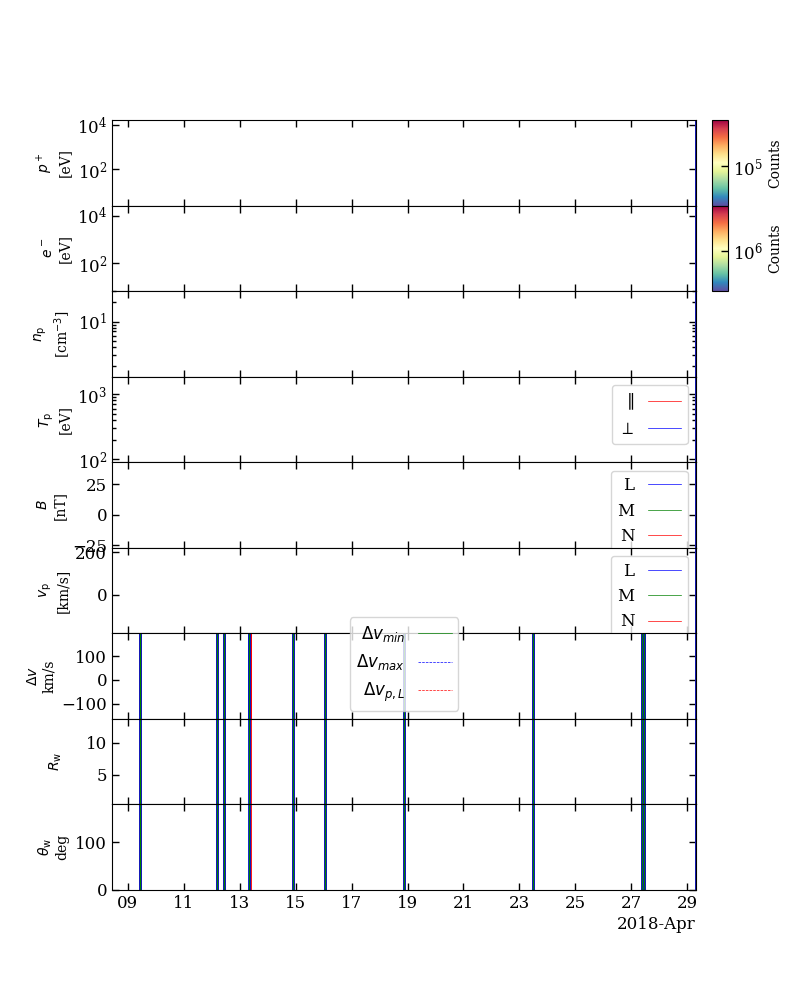 10^4
10^2
p^+
[eV]
10^5
Counts
10^4
10^2
e^-
[eV]
10^6
Counts
10^1
n_p
[cm^-3]
10^3
10^2
T_p
[eV]
∥
⊥
25
0
−25
B
[nT]
L
M
N
200
0
v_p
[km/s]
L
M
N
100
0
−100
Δv
km/s
Δv_min
Δv_max
Δv_p,L
10
5
R_w
100
0
θ_w
deg
09 11 13 15 17 19 21 23 25 27 29
2018-Apr